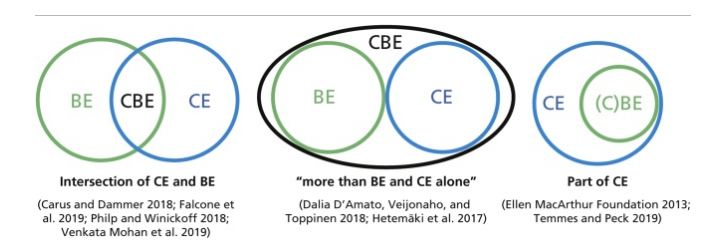 BE
CBE
CE
CBE
BE
CE
CE
(C)BE
Intersection of CE and BE
(Carus and Dammer 2018; Falcone et
al. 2019; Philp and Winickoff 2018;
Venkata Mohan et al. 2019)
“more than BE and CE alone”
(Dalia D’Amato, Veijonaho, and
Toppinen 2018; Hetemäki et al. 2017)
Part of CE
(Ellen MacArthur Foundation 2013;
Temmes and Peck 2019)